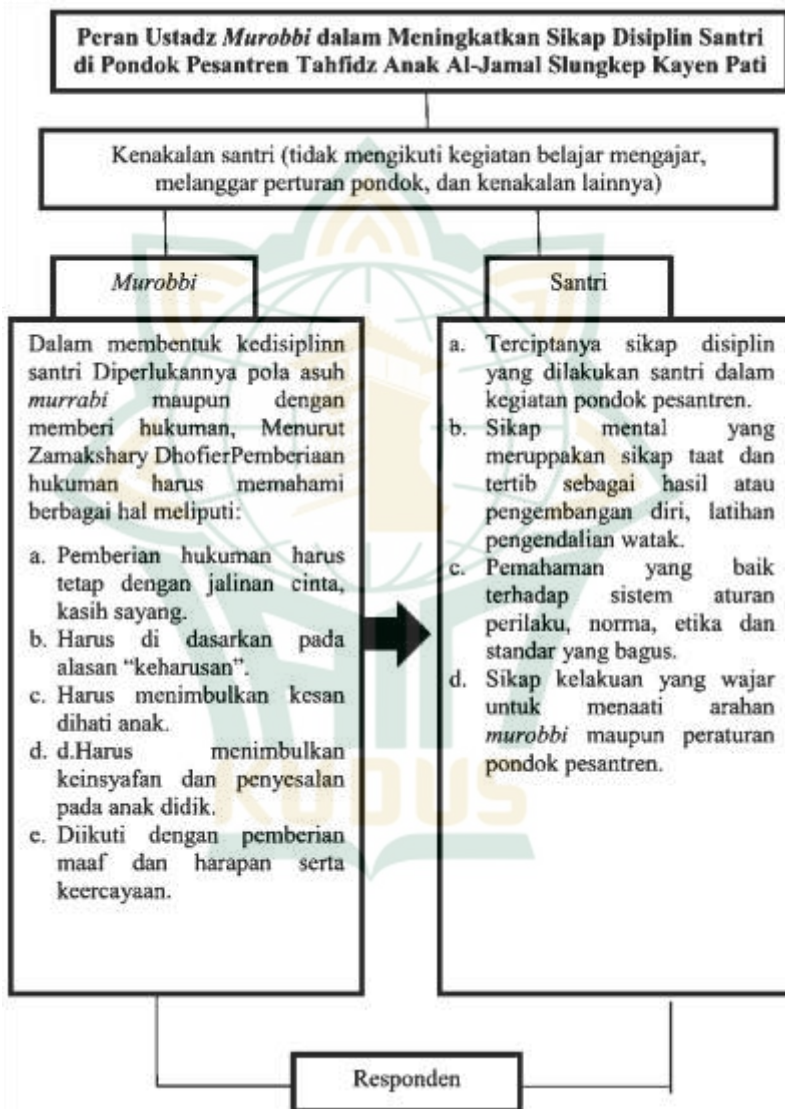 Peran Ustadz Murobbi dalam Meningkatkan Sikap Disiplin Santri
di Pondok Pesantren Tahfidz Anak Al-Jamal Slungkep Kayen Pati
Kenakalan santri (tidak mengikuti kegiatan belajar mengajar,
melanggar perturan pondok, dan kenakalan lainnya)
Murobbi
Dalam membentuk kedisiplinn
santri Diperlukannya pola asuh
murrabi maupun dengan
memberi hukuman, Menurut
Zamakshary DhofierPemberiaan
hukuman harus memahami
berbagai hal meliputi:
a. Pemberian hukuman harus
tetap dengan jalinan cinta,
kasih sayang.
b. Harus di dasarkan pada
alasan “keharusan”.
c. Harus menimbulkan kesan
dihati anak.
d. d.Harus menimbulkan
keinsyafan dan penyesalan
pada anak didik.
e. Diikuti dengan pemberian
maaf dan harapan serta
keercayaan.
Santri
a. Terciptanya sikap disiplin
yang dilakukan santri dalam
kegiatan pondok pesantren.
b. Sikap mental yang
meruppakan sikap taat dan
tertib sebagai hasil atau
pengembangan diri, latihan
pengendalian watak.
c. Pemahaman yang baik
terhadap sistem aturan
perilaku, norma, etika dan
standar yang bagus.
d. Sikap kelakuan yang wajar
untuk menaati arahan
murobbi maupun peraturan
pondok pesantren.
KUDUS
Responden